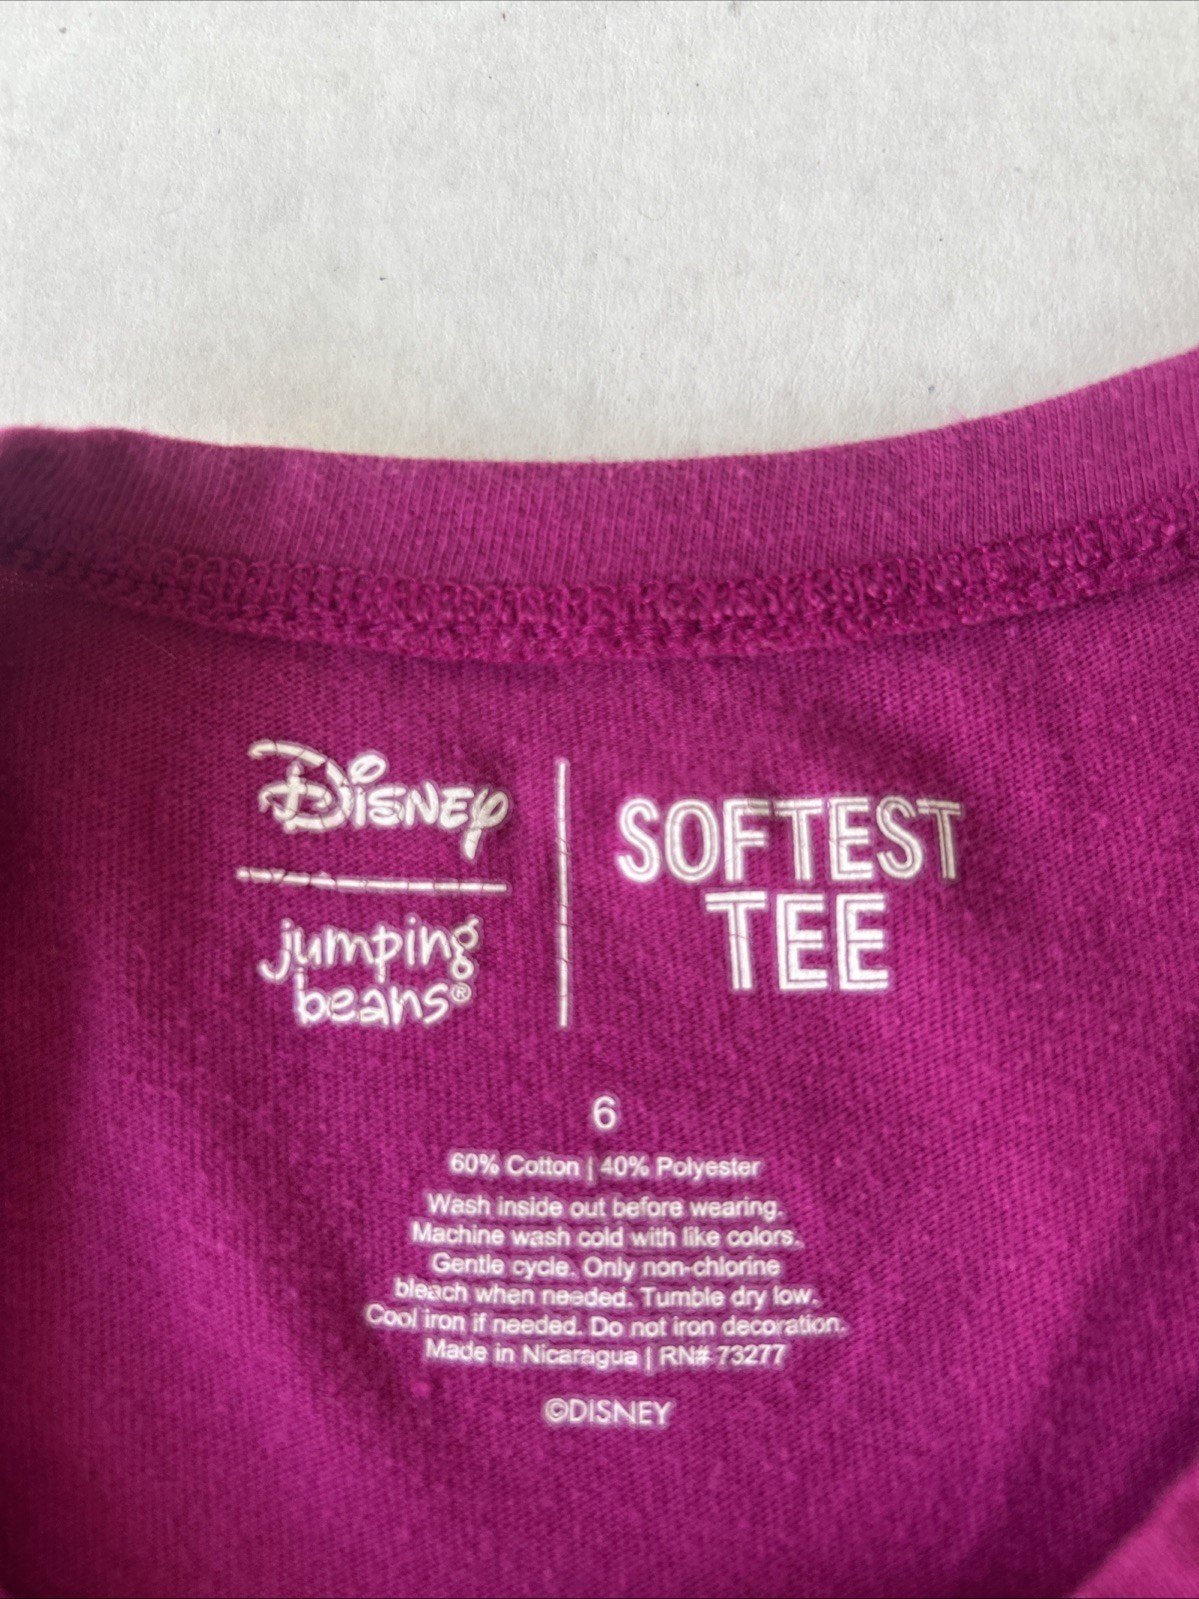 Disney
jumping
beans®
SOFTEST
TEE
6
60% Cotton | 40% Polyester
Wash inside out before wearing.
Machine wash cold with like colors.
Gentle cycle. Only non-chlorine
bleach when needed. Tumble dry low.
Cool iron if needed. Do not iron decoration.
Made in Nicaragua | RN# 73277
©DISNEY